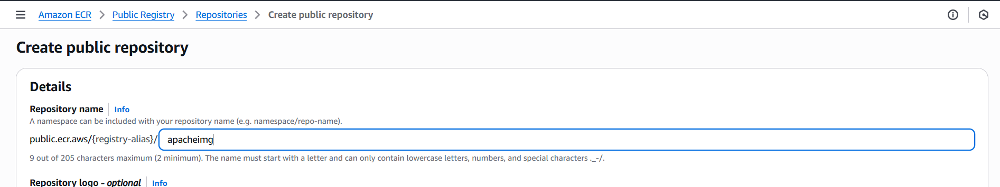 Amazon ECR > Public Registry > Repositories > Create public repository
Create public repository
Details
Repository name Info
A namespace can be included with your repository name (e.g. namespace/repo-name).
public.ecr.aws/{registry-alias}/ apacheimg
9 out of 205 characters maximum (2 minimum). The name must start with a letter and can only contain lowercase letters, numbers, and special characters ._-/.
Repository logo - optional Info